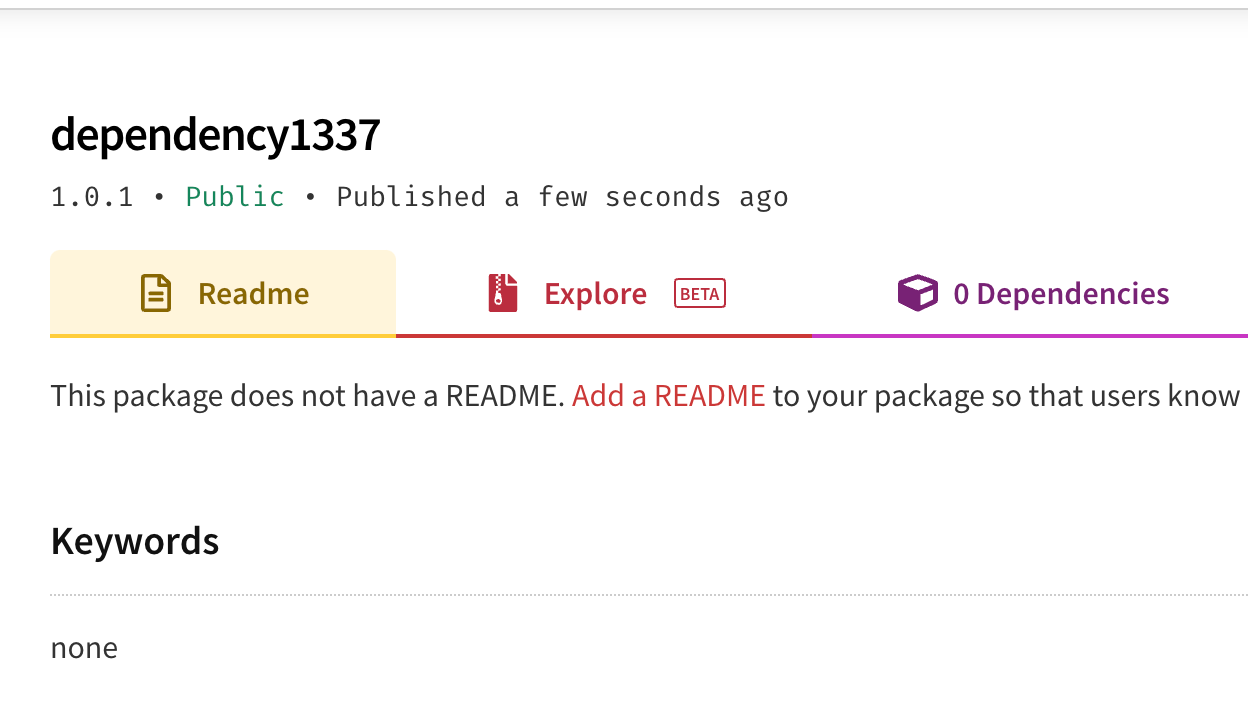 dependency1337
1.0.1 • Public • Published a few seconds ago
Readme
Explore BETA
0 Dependencies
This package does not have a README. Add a README to your package so that users know
Keywords
none